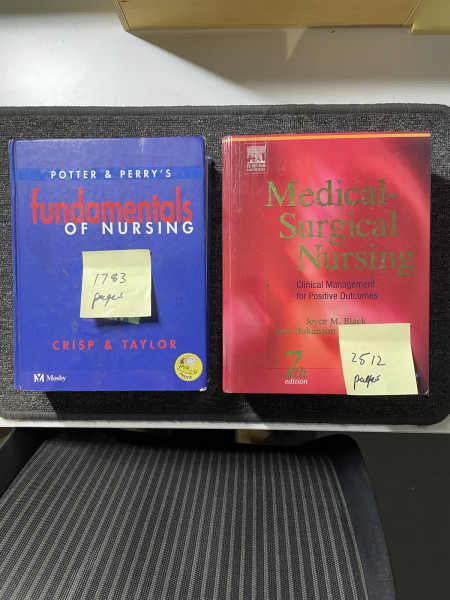 POTTER & PERRY'S
fundamentals
OF NURSING
1783
pages
CRISP & TAYLOR
Mosby
Medical-
Surgical
Nursing
Clinical Management
for Positive Outcomes
Joyce M. Black
Hokanson
7th
edition
2512
pages